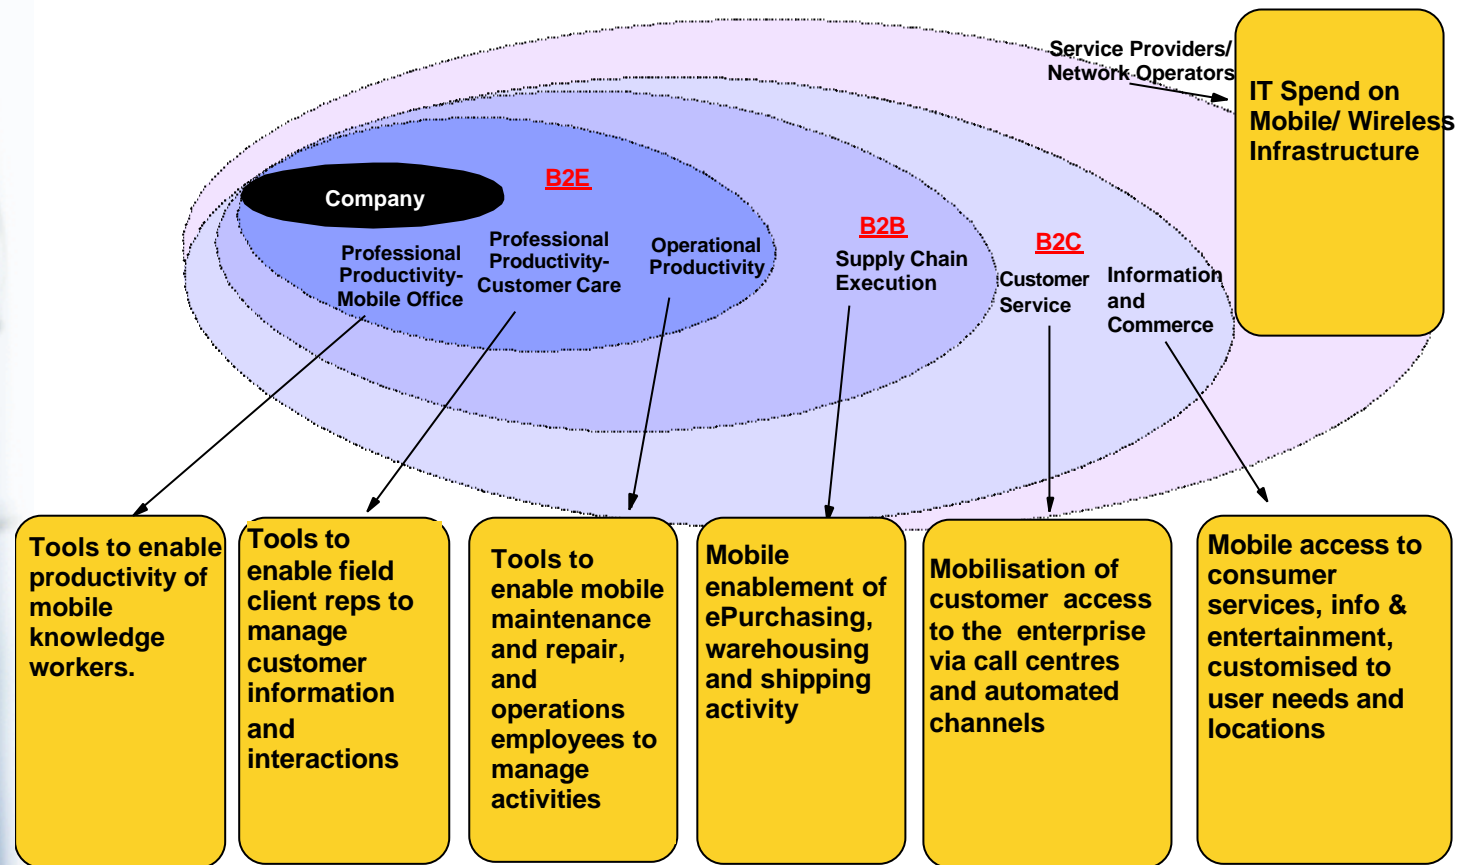 Service Providers/
Network Operators
IT Spend on
Mobile/ Wireless
Infrastructure
Company
B2E
Professional
Productivity-
Mobile Office
Professional
Productivity-
Customer Care
Operational
Productivity
B2B
Supply Chain
Execution
B2C
Customer
Service
Information
and
Commerce
Tools to enable
productivity of
mobile
knowledge
workers.
Tools to
enable field
client reps to
manage
customer
information
and
interactions
Tools to
enable mobile
maintenance
and repair,
and
operations
employees to
manage
activities
Mobile
enablement of
ePurchasing,
warehousing
and shipping
activity
Mobilisation of
customer access
to the enterprise
via call centres
and automated
channels
Mobile access to
consumer
services, info &
entertainment,
customised to
user needs and
locations